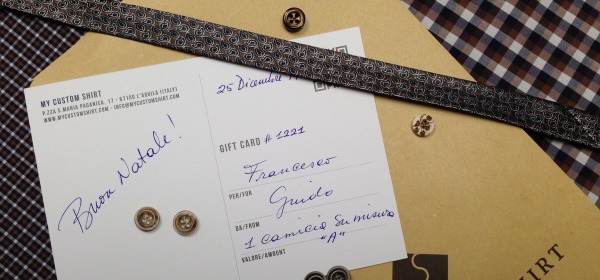 MY CUSTOM SHIRT
P.ZZA S.MARIA PAGANICA, 17 - 67100 L'AQUILA (ITALY)
WWW.MYCUSTOMSHIRT.COM - INFO@MYCUSTOMSHIRT.COM
Buon Natale!
25 Dicembre
GIFT CARD # 1221
Francesco
PER/FOR
Guido
DA/FROM
1 camicia su misura
"A"
VALORE/AMOUNT
S